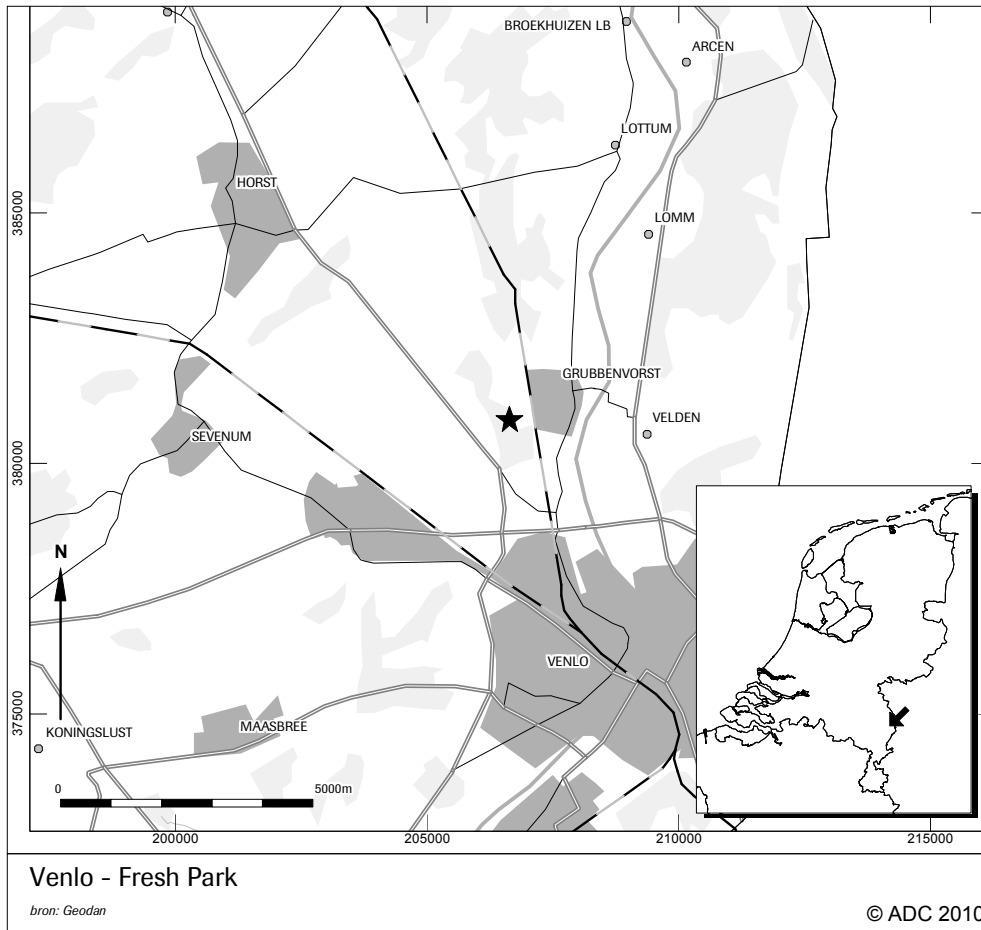 BROEKHUIZEN LB
ARCEN
LOTTUM
HORST
385000
LOMM
GRUBBENVORST
VELDEN
SEVENUM
380000
N
VENLO
375000
KONINGSLUST
MAASBREE
0
5000m
200000
205000
210000
215000
Venlo - Fresh Park
bron: Geodan
© ADC 2010